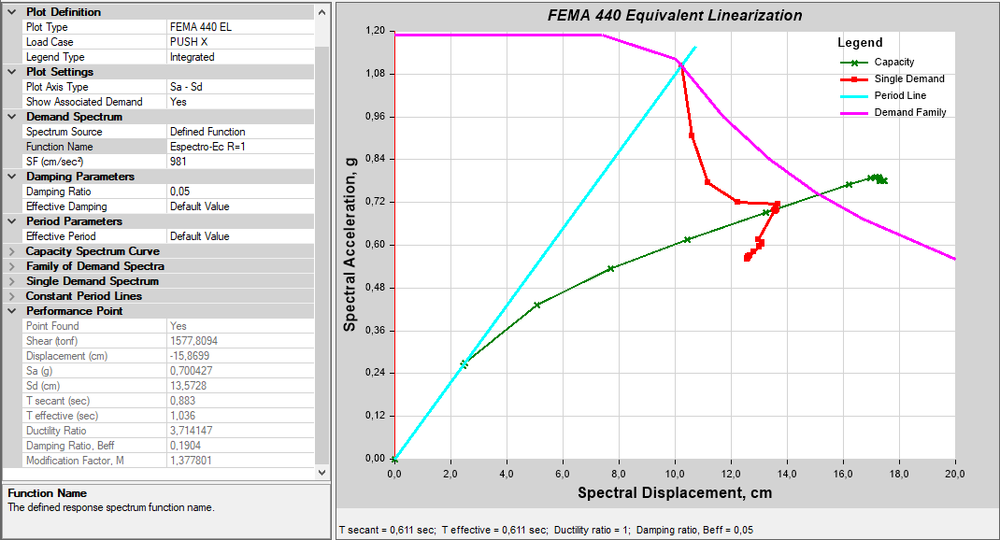 Plot Definition
Plot Type FEMA 440 EL
Load Case PUSH X
Legend Type Integrated
Plot Settings
Plot Axis Type Sa - Sd
Show Associated Demand Yes
Demand Spectrum
Spectrum Source Defined Function
Function Name Espectro-Ec R=1
SF (cm/sec²) 981
Damping Parameters
Damping Ratio 0,05
Effective Damping Default Value
Period Parameters
Effective Period Default Value
Capacity Spectrum Curve
Family of Demand Spectra
Single Demand Spectrum
Constant Period Lines
Performance Point
Point Found Yes
Shear (tonf) 1577,8094
Displacement (cm) -15,8699
Sa (g) 0,700427
Sd (cm) 13,5728
T secant (sec) 0,883
T effective (sec) 1,036
Ductility Ratio 3,714147
Damping Ratio, Beff 0,1904
Modification Factor, M 1,377801
Function Name
The defined response spectrum function name.
FEMA 440 Equivalent Linearization
Legend
Capacity
Single Demand
Period Line
Demand Family
Spectral Acceleration, g
1,20
1,08
0,96
0,84
0,72
0,60
0,48
0,36
0,24
0,12
0,00
0,0 2,0 4,0 6,0 8,0 10,0 12,0 14,0 16,0 18,0 20,0
Spectral Displacement, cm
T secant = 0,611 sec; T effective = 0,611 sec; Ductility ratio = 1; Damping ratio, Beff = 0,05